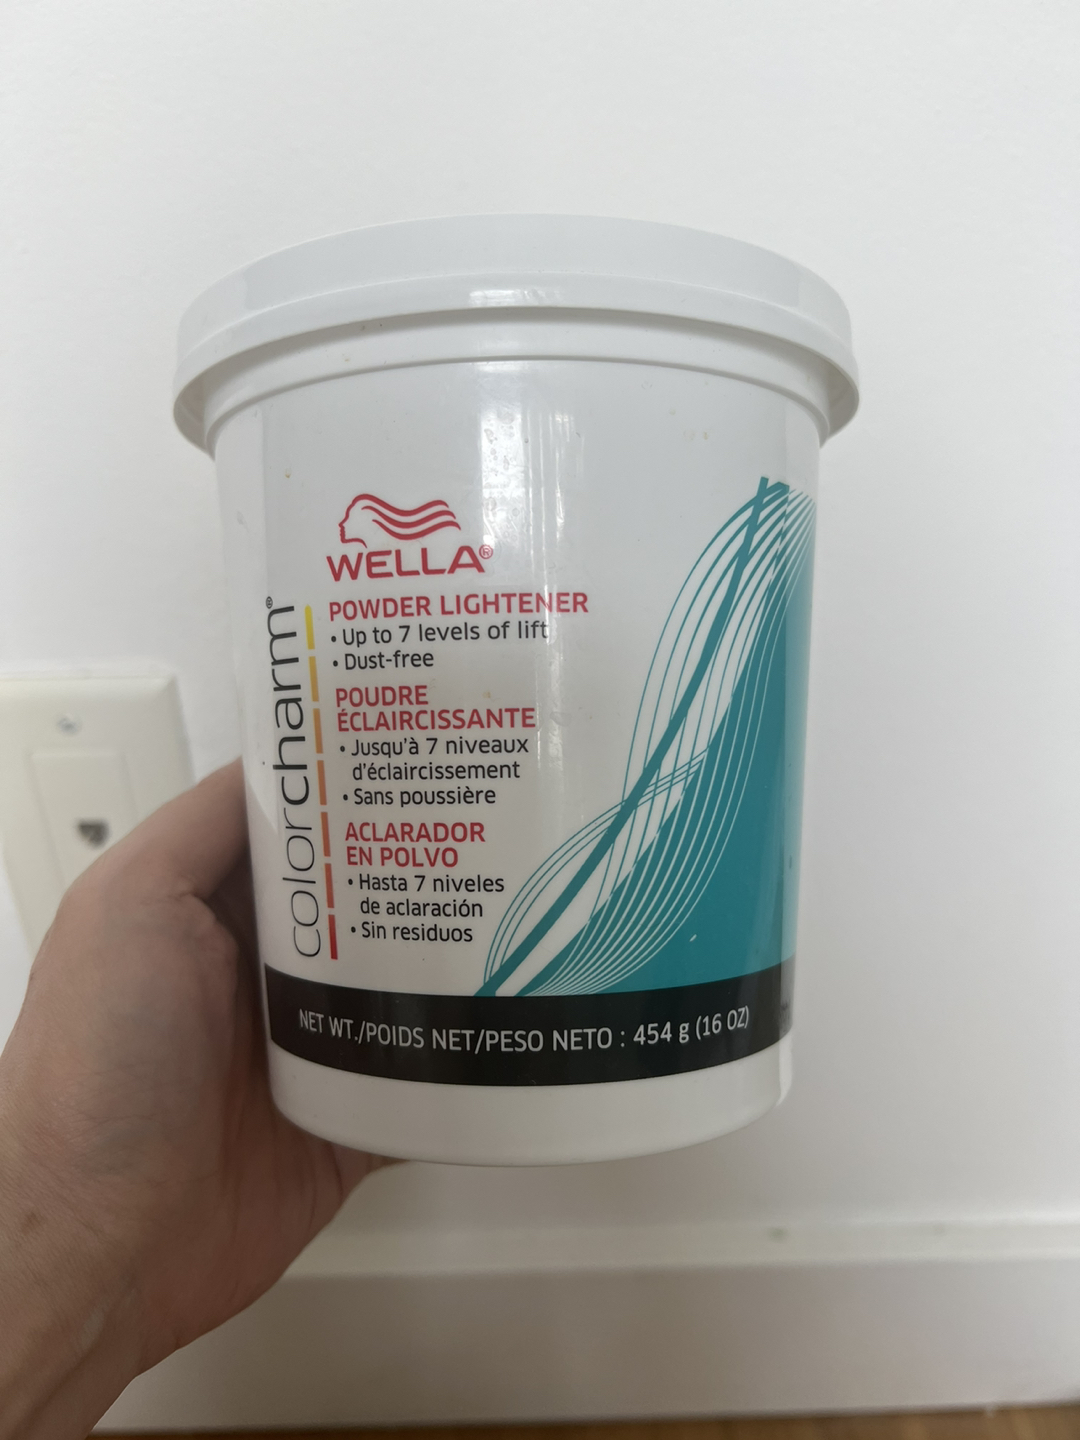 WELLA®
colorcharm®
POWDER LIGHTENER
• Up to 7 levels of lift
• Dust-free
POUDRE
ÉCLAIRCISSANTE
• Jusqu'à 7 niveaux
d'éclaircissement
• Sans poussière
ACLARADOR
EN POLVO
• Hasta 7 niveles
de aclaración
• Sin residuos
NET WT./POIDS NET/PESO NETO : 454 g (16 OZ)